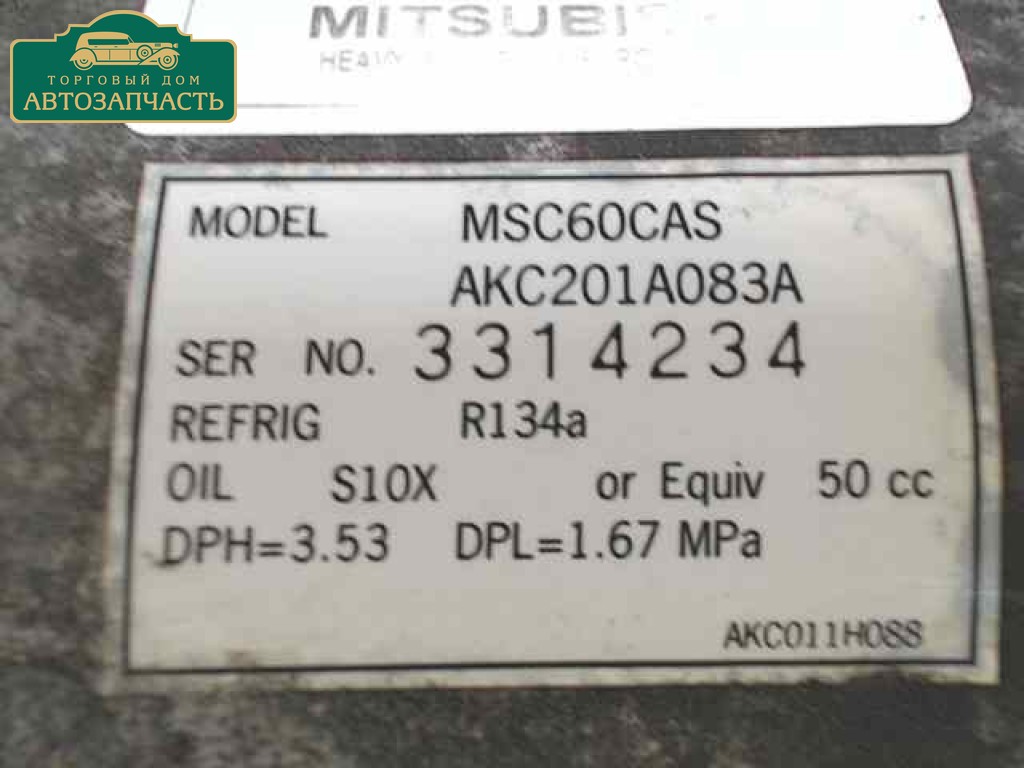 ТОРГОВЫЙ ДОМ
АВТОЗАПЧАСТЬ
MODEL MSC60CAS
AKC201A083A
SER NO. 3314234
REFRIG R134a
OIL S10X or Equiv 50 cc
DPH=3.53 DPL=1.67 MPa
AKC011H088